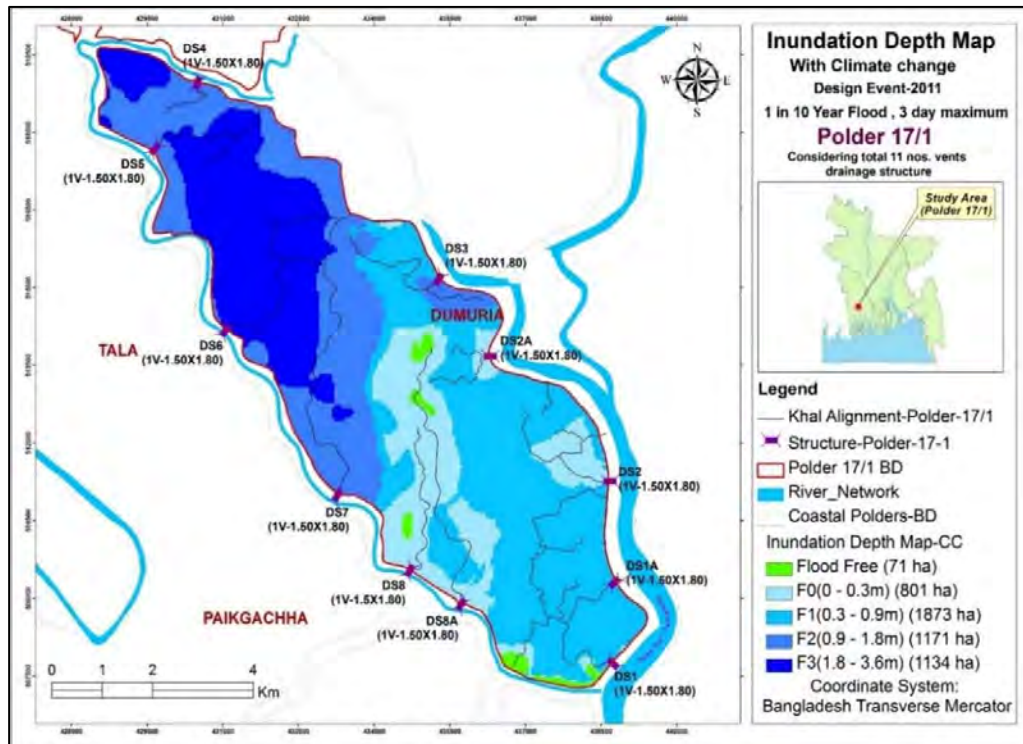 Inundation Depth Map
With Climate change
Design Event-2011
1 in 10 Year Flood , 3 day maximum
Polder 17/1
Considering total 11 nos. vents
drainage structure
Study Area
(Polder 17/1)
Legend
Khal Alignment-Polder-17/1
Structure-Polder-17-1
Polder 17/1 BD
River_Network
Coastal Polders-BD
Inundation Depth Map-CC
Flood Free (71 ha)
F0(0 - 0.3m) (801 ha)
F1(0.3 - 0.9m) (1873 ha)
F2(0.9 - 1.8m) (1171 ha)
F3(1.8 - 3.6m) (1134 ha)
Coordinate System:
Bangladesh Transverse Mercator
N
W
E
S
DS4
(1V-1.50X1.80)
DS5
(1V-1.50X1.80)
DS3
(1V-1.50X1.80)
DUMURIA
DS6
(1V-1.50X1.80)
TALA
DS2A
(1V-1.50X1.80)
DS2
(1V-1.50X1.80)
DS7
(1V-1.50X1.80)
DS1A
(1V-1.50X1.80)
DS8
(1V-1.5X1.80)
DS8A
(1V-1.50X1.80)
PAIKGACHHA
DS1
(1V-1.50X1.80)
0 1 2 4
Km